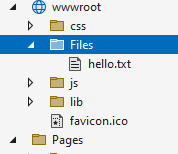 wwwroot
css
Files
hello.txt
js
lib
favicon.ico
Pages